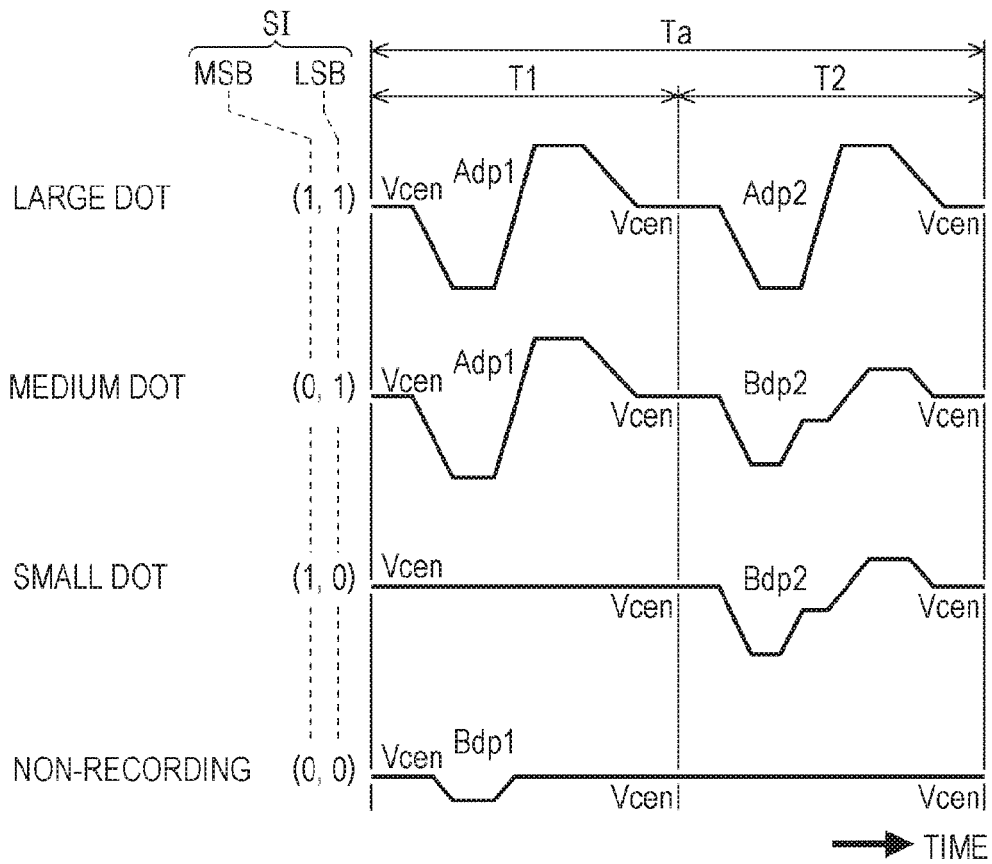 SI
Ta
MSB LSB
T1 T2
LARGE DOT (1, 1) Vcen Adp1 Vcen Adp2 Vcen
MEDIUM DOT (0, 1) Vcen Adp1 Vcen Bdp2 Vcen
SMALL DOT (1, 0) Vcen Vcen Bdp2 Vcen
NON-RECORDING (0, 0) Vcen Bdp1 Vcen Vcen
TIME